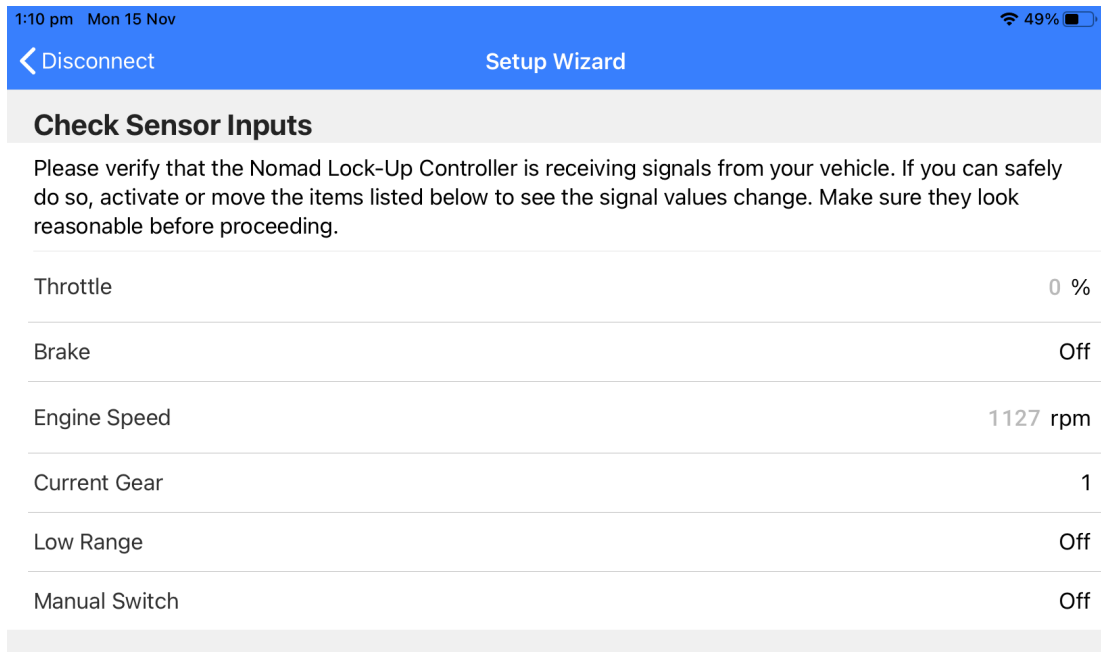 1:10 pm Mon 15 Nov 49%
Disconnect Setup Wizard
Check Sensor Inputs
Please verify that the Nomad Lock-Up Controller is receiving signals from your vehicle. If you can safely
do so, activate or move the items listed below to see the signal values change. Make sure they look
reasonable before proceeding.
Throttle 0 %
Brake Off
Engine Speed 1127 rpm
Current Gear 1
Low Range Off
Manual Switch Off